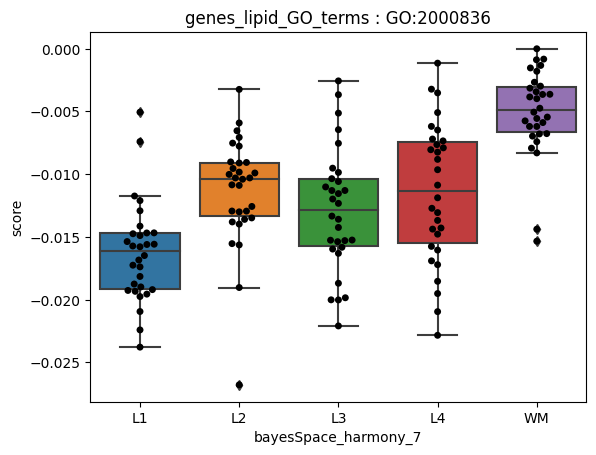 genes_lipid_GO_terms : GO:2000836
0.000
−0.005
−0.010
−0.015
−0.020
−0.025
score
L1 L2 L3 L4 WM
bayesSpace_harmony_7